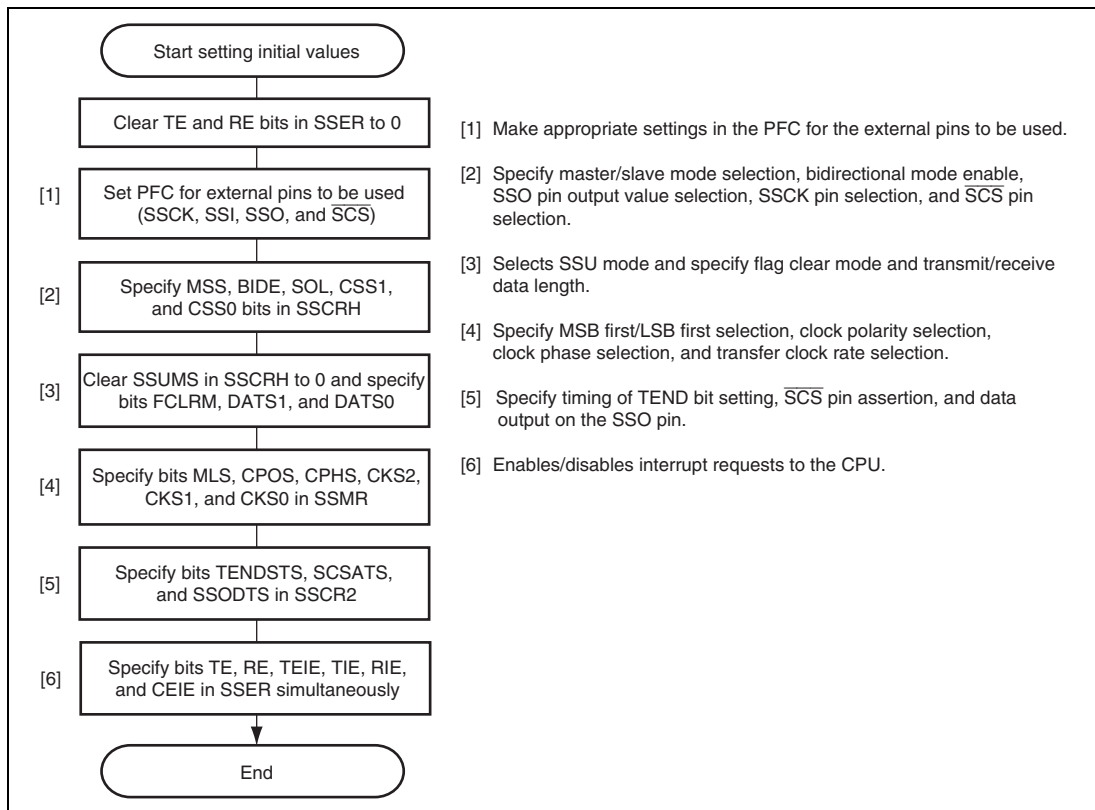 Start setting initial values
Clear TE and RE bits in SSER to 0
[1]
Set PFC for external pins to be used
(SSCK, SSI, SSO, and S̅C̅S̅)
[2]
Specify MSS, BIDE, SOL, CSS1,
and CSS0 bits in SSCRH
[3]
Clear SSUMS in SSCRH to 0 and specify
bits FCLRM, DATS1, and DATS0
[4]
Specify bits MLS, CPOS, CPHS, CKS2,
CKS1, and CKS0 in SSMR
[5]
Specify bits TENDSTS, SCSATS,
and SSODTS in SSCR2
[6]
Specify bits TE, RE, TEIE, TIE, RIE,
and CEIE in SSER simultaneously
End
[1] Make appropriate settings in the PFC for the external pins to be used.
[2] Specify master/slave mode selection, bidirectional mode enable,
SSO pin output value selection, SSCK pin selection, and S̅C̅S̅ pin
selection.
[3] Selects SSU mode and specify flag clear mode and transmit/receive
data length.
[4] Specify MSB first/LSB first selection, clock polarity selection,
clock phase selection, and transfer clock rate selection.
[5] Specify timing of TEND bit setting, S̅C̅S̅ pin assertion, and data
output on the SSO pin.
[6] Enables/disables interrupt requests to the CPU.